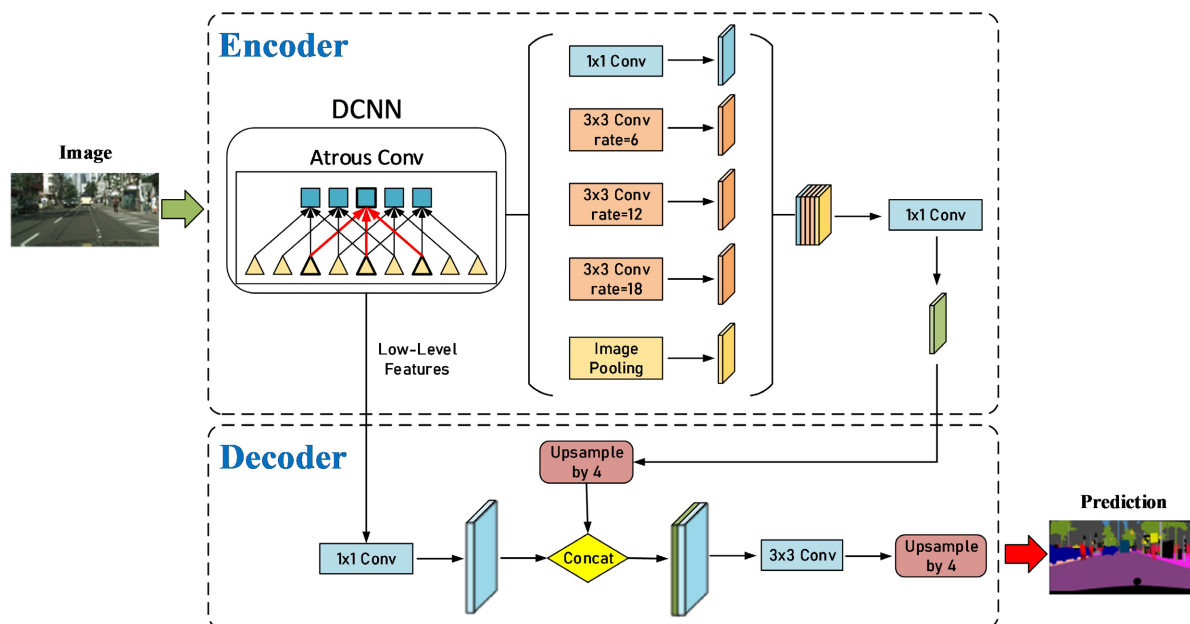 Encoder
DCNN
Atrous Conv
Image
1x1 Conv
3x3 Conv
rate=6
3x3 Conv
rate=12
3x3 Conv
rate=18
Image
Pooling
1x1 Conv
Low-Level
Features
Decoder
Upsample
by 4
1x1 Conv
Concat
3x3 Conv
Upsample
by 4
Prediction